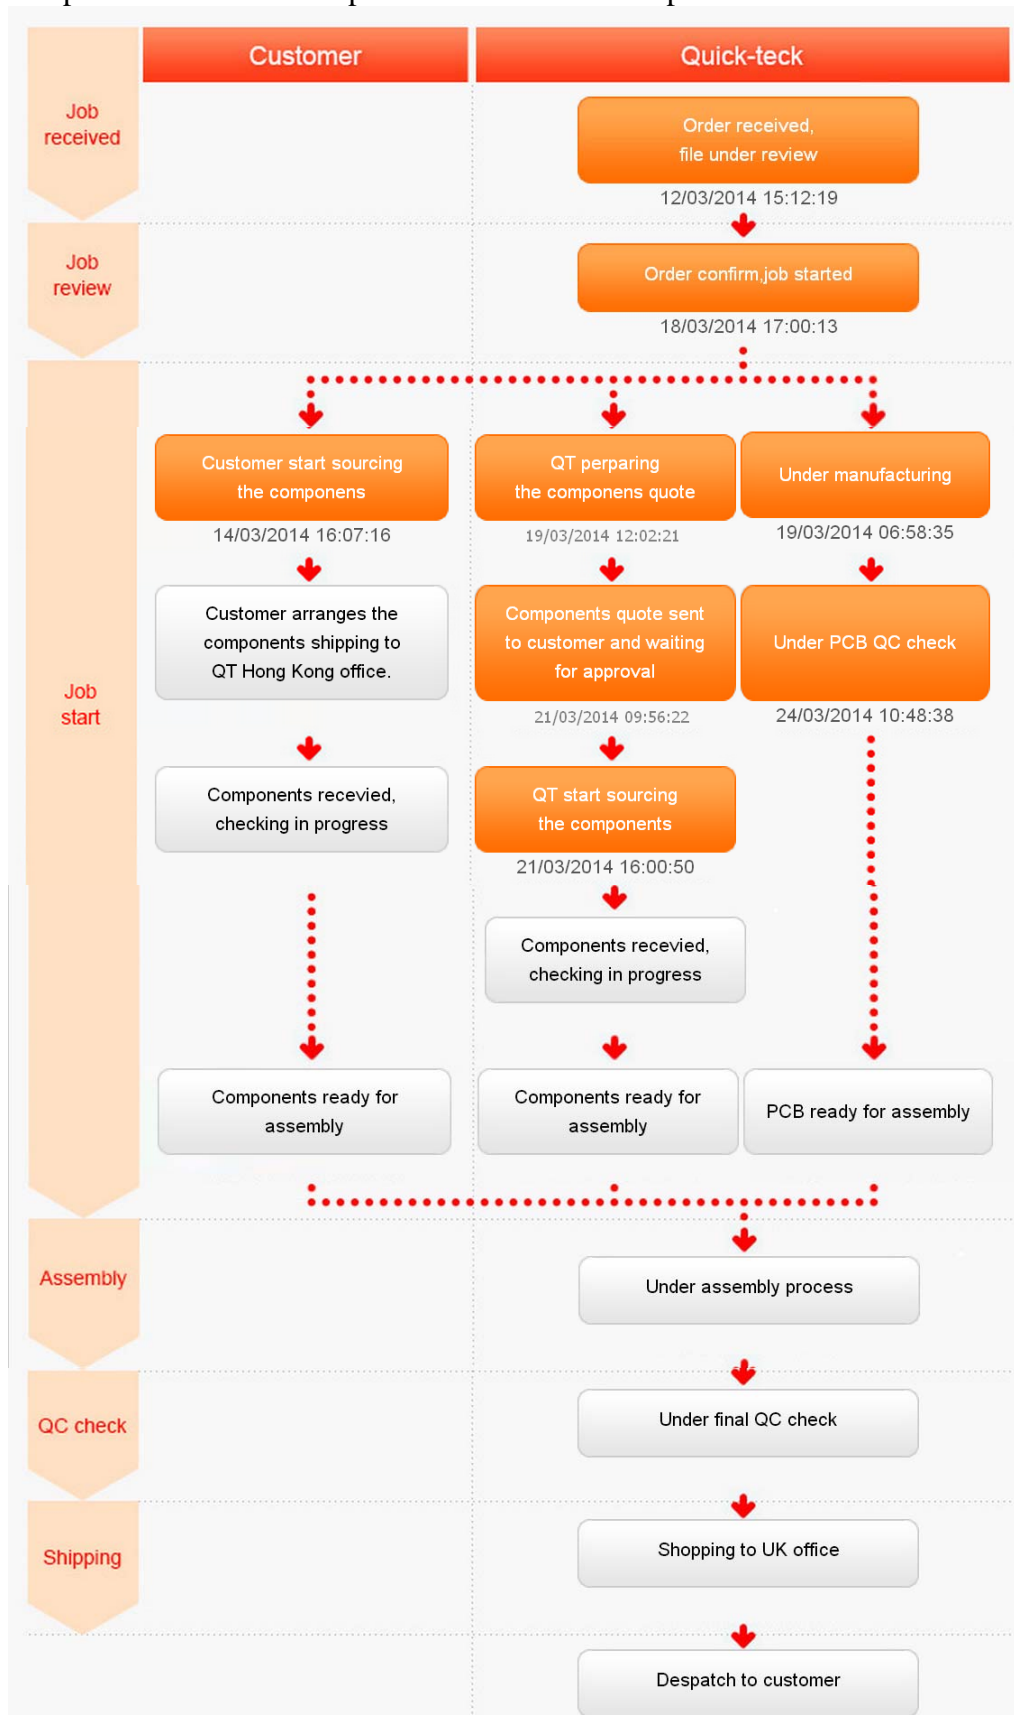 Customer
Quick-teck
Job
received
Order received,
file under review
12/03/2014 15:12:19
Job
review
Order confirm,job started
18/03/2014 17:00:13
Customer start sourcing
the componens
14/03/2014 16:07:16
QT perparing
the componens quote
19/03/2014 12:02:21
Under manufacturing
19/03/2014 06:58:35
Customer arranges the
components shipping to
QT Hong Kong office.
Components quote sent
to customer and waiting
for approval
21/03/2014 09:56:22
Under PCB QC check
24/03/2014 10:48:38
Job
start
Components recevied,
checking in progress
QT start sourcing
the components
21/03/2014 16:00:50
Components recevied,
checking in progress
Components ready for
assembly
Components ready for
assembly
PCB ready for assembly
Assembly
Under assembly process
QC check
Under final QC check
Shipping
Shopping to UK office
Despatch to customer